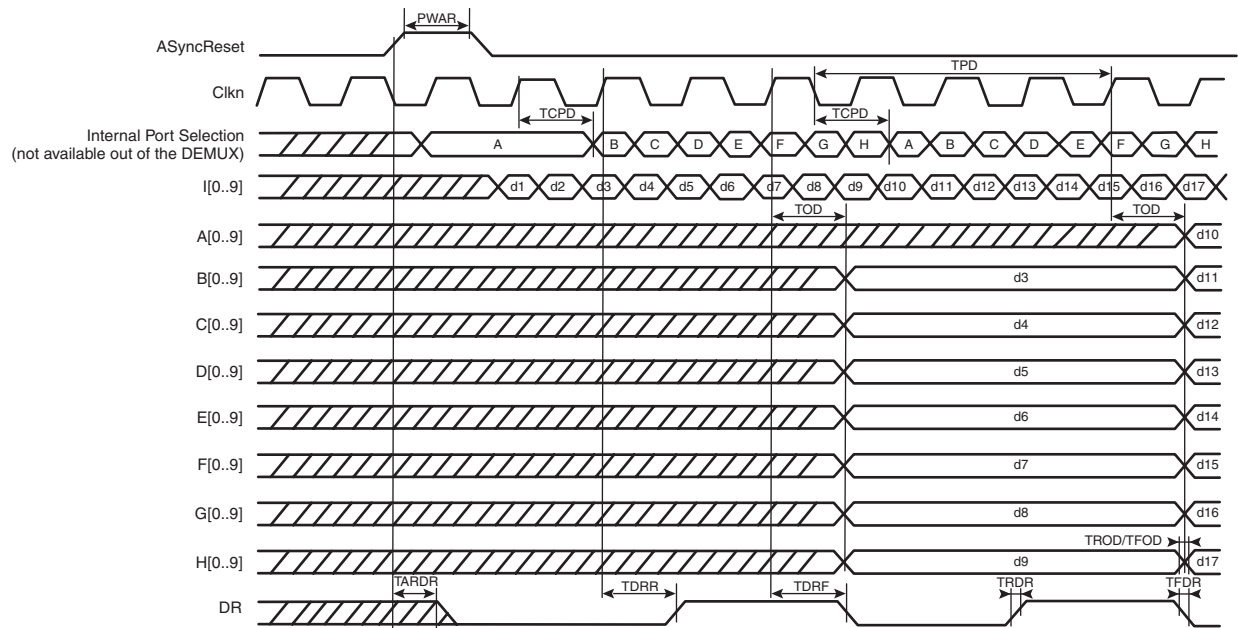 PWAR
ASyncReset
TPD
Clkn
TCPD TCPD
Internal Port Selection
(not available out of the DEMUX)
A B C D E F G H A B C D E F G H
I[0..9] d1 d2 d3 d4 d5 d6 d7 d8 d9 d10 d11 d12 d13 d14 d15 d16 d17
TOD TOD
A[0..9] d10
B[0..9] d3 d11
C[0..9] d4 d12
D[0..9] d5 d13
E[0..9] d6 d14
F[0..9] d7 d15
G[0..9] d8 d16
TROD/TFOD
H[0..9] d9 d17
TARDR TDRR TDRF TRDR TFDR
DR